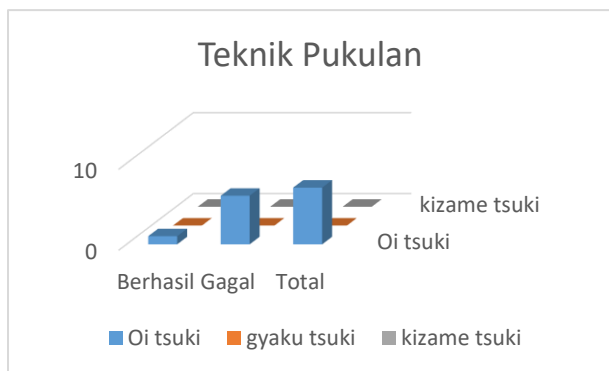 Teknik Pukulan
10
0
kizame tsuki
Oi tsuki
Berhasil Gagal Total
Oi tsuki gyaku tsuki kizame tsuki